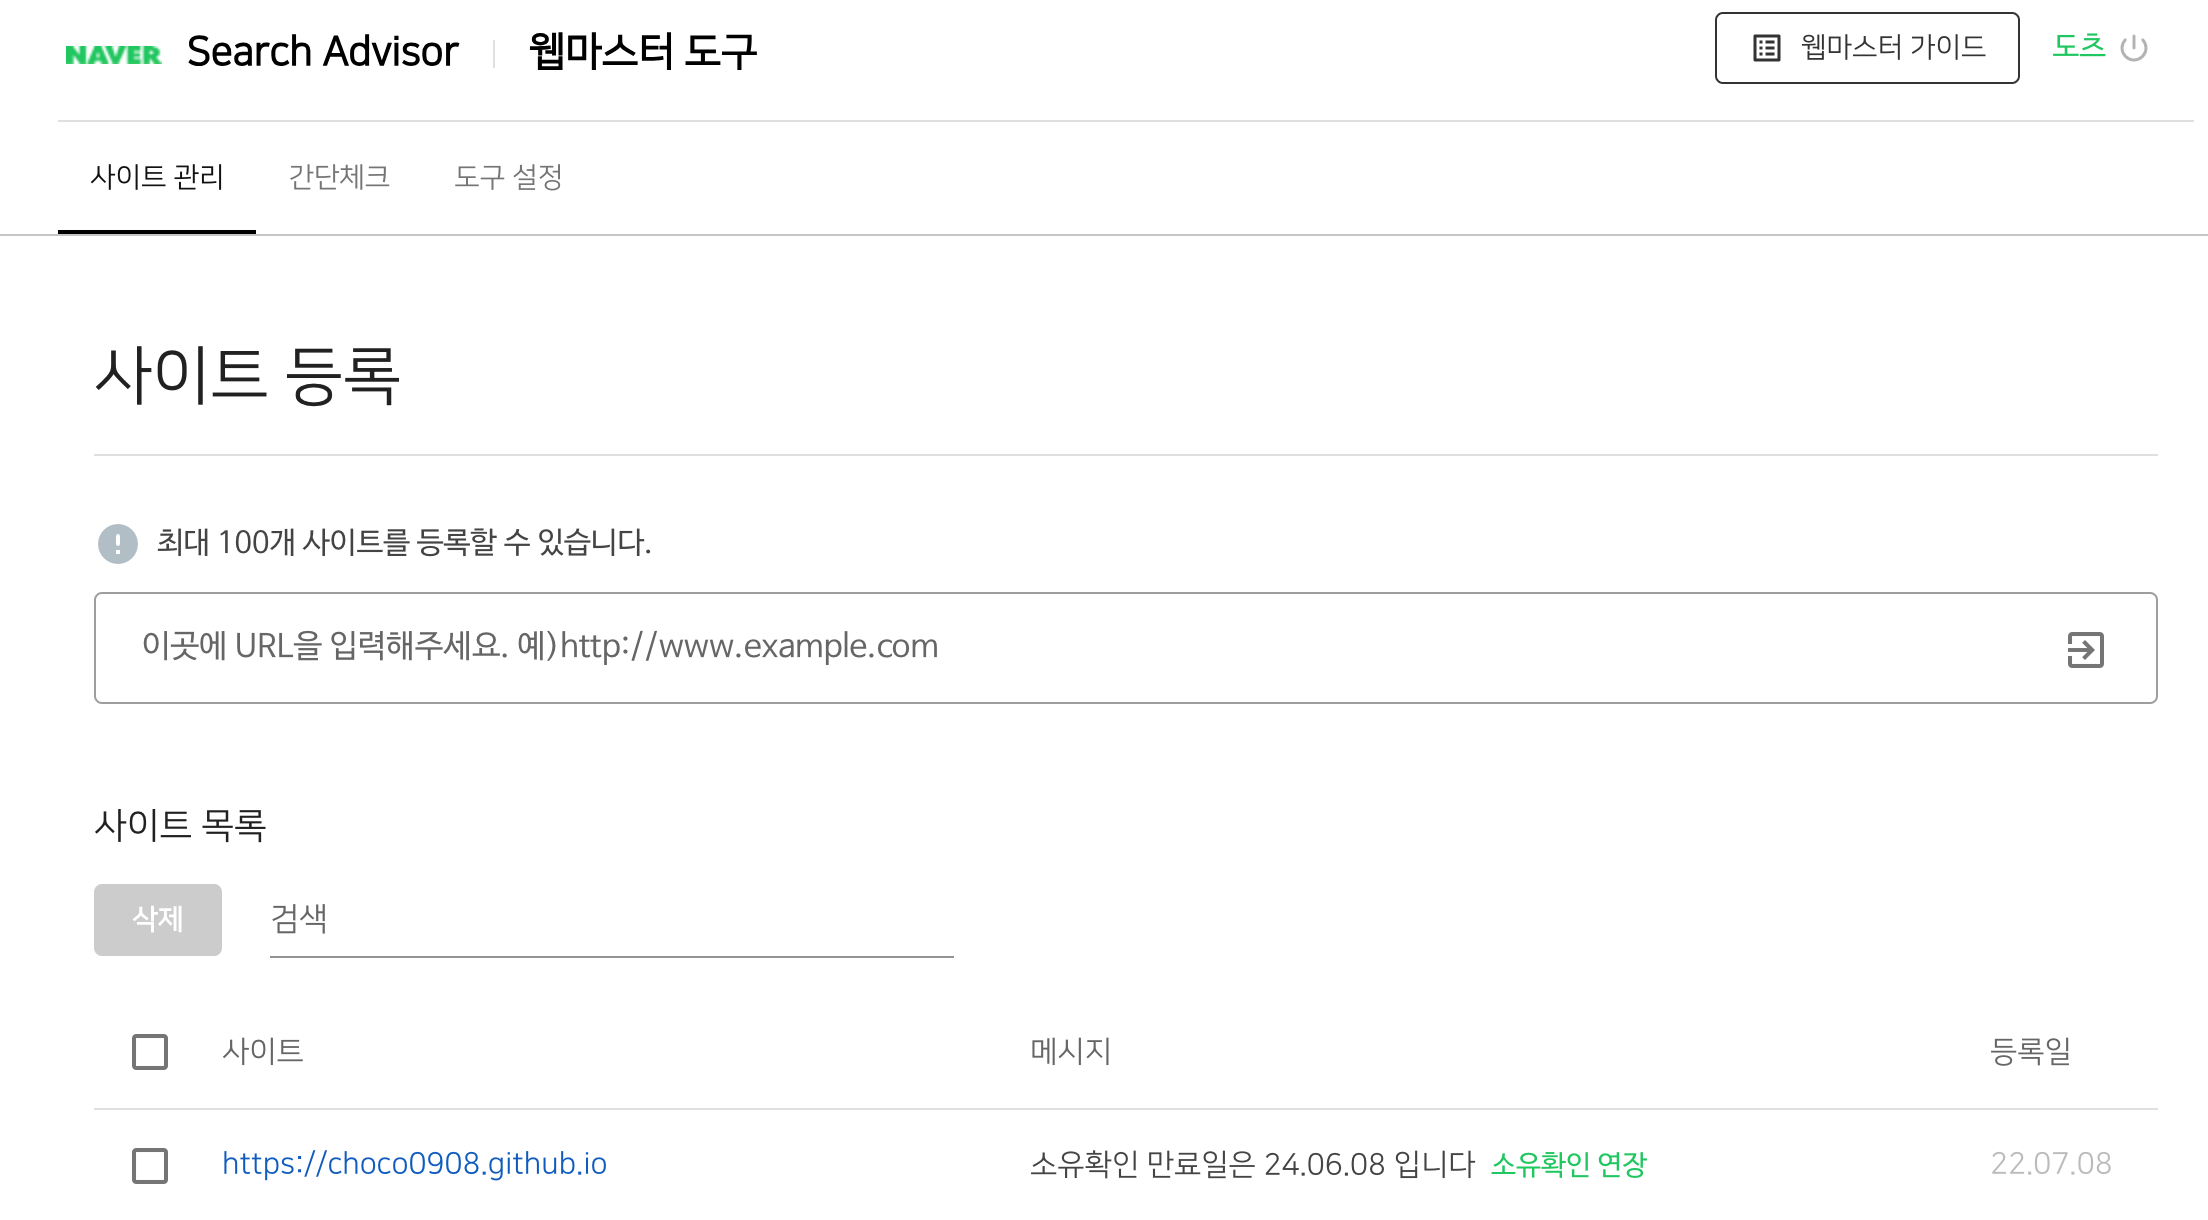 NAVER Search Advisor 웹마스터 도구 웹마스터 가이드 도츠
사이트 관리 간단체크 도구 설정
사이트 등록
최대 100개 사이트를 등록할 수 있습니다.
이곳에 URL을 입력해주세요. 예)http://www.example.com
사이트 목록
삭제 검색
사이트 메시지 등록일
https://choco0908.github.io 소유확인 만료일은 24.06.08 입니다 소유확인 연장 22.07.08